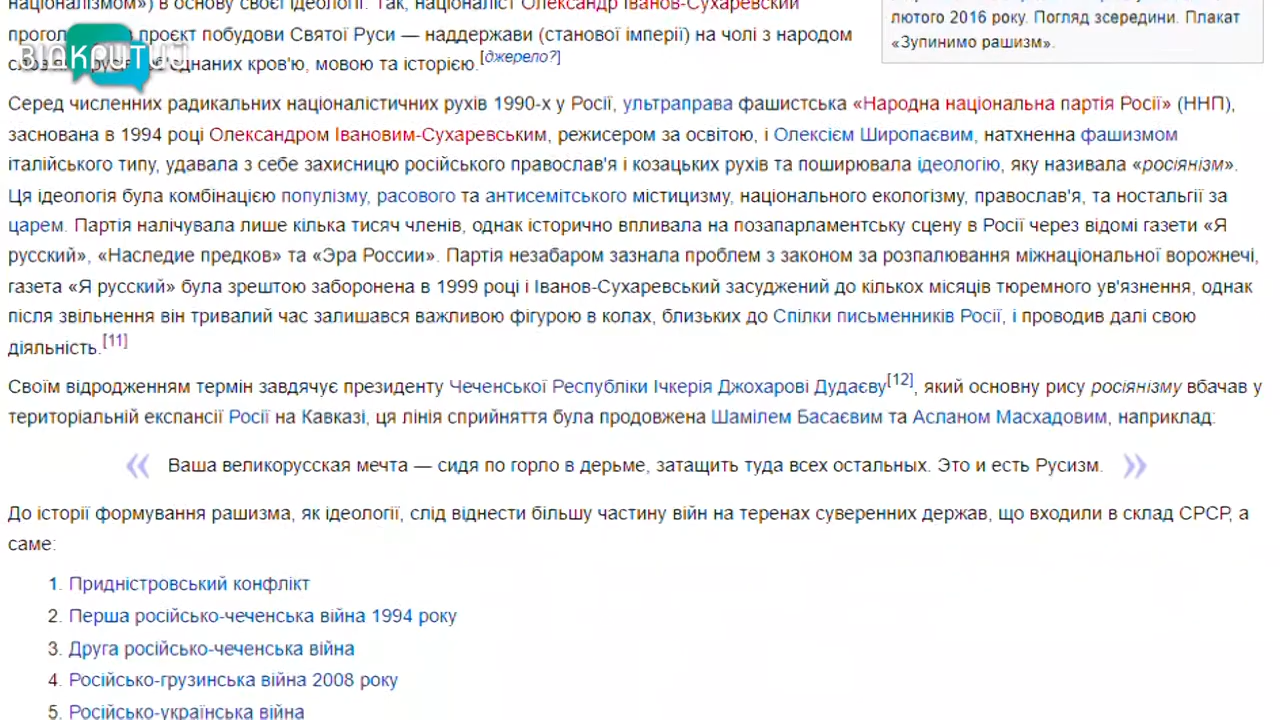 націоналізмом») в основу своєї ідеології. Так, націоналіст Олександр Іванов-Сухаревский
проєкт побудови Святої Руси — наддержави (станової імперії) на чолі з народом
кров'ю, мовою та історією.[джерело?]
лютого 2016 року. Погляд зсередини. Плакат
«Зупинимо рашизм».
Серед численних радикальних націоналістичних рухів 1990-х у Росії, ультраправа фашистська «Народна національна партія Росії» (ННП),
заснована в 1994 році Олександром Івановим-Сухаревським, режисером за освітою, і Олексієм Широпаєвим, натхненна фашизмом
італійського типу, удавала з себе захисницю російського православ'я і козацьких рухів та поширювала ідеологію, яку називала «росіянізм».
Ця ідеологія була комбінацією популізму, расового та антисемітського містицизму, національного екологізму, православ'я, та ностальгії за
царем. Партія налічувала лише кілька тисяч членів, однак історично впливала на позапарламентську сцену в Росії через відомі газети «Я
русский», «Наследие предков» та «Эра России». Партія незабаром зазнала проблем з законом за розпалювання міжнаціональної ворожнечі,
газета «Я русский» була зрештою заборонена в 1999 році і Іванов-Сухаревський засуджений до кількох місяців тюремного ув'язнення, однак
після звільнення він тривалий час залишався важливою фігурою в колах, близьких до Спілки письменників Росії, і проводив далі свою
діяльність.[11]
Своїм відродженням термін завдячує президенту Чеченської Республіки Ічкерія Джохарові Дудаєву[12], який основну рису росіянізму вбачав у
територіальній експансії Росії на Кавказі, ця лінія сприйняття була продовжена Шамілем Басаєвим та Асланом Масхадовим, наприклад:
« Ваша великорусская мечта — сидя по горло в дерьме, затащить туда всех остальных. Это и есть Русизм. »
До історії формування рашизма, як ідеології, слід віднести більшу частину війн на теренах суверенних держав, що входили в склад СРСР, а
саме:
1. Придністровський конфлікт
2. Перша російсько-чеченська війна 1994 року
3. Друга російсько-чеченська війна
4. Російсько-грузинська війна 2008 року
5. Російсько-українська війна